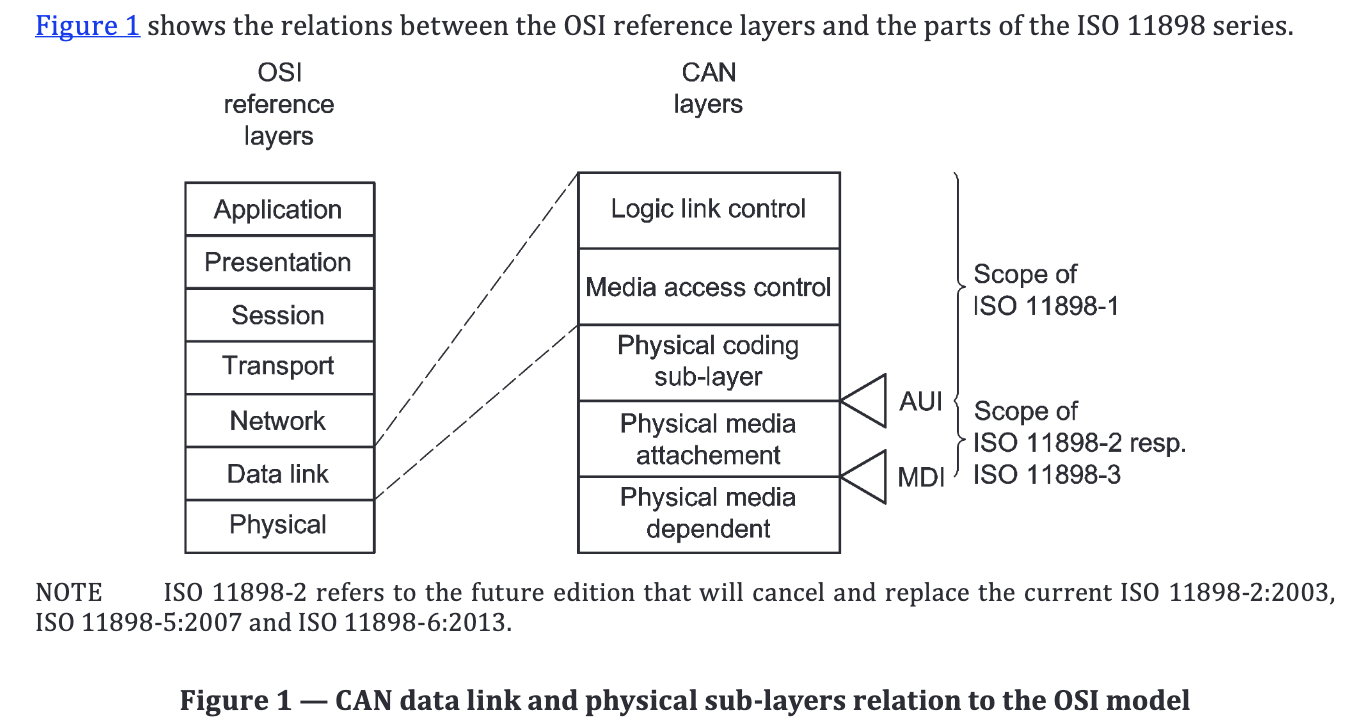 Figure 1 shows the relations between the OSI reference layers and the parts of the ISO 11898 series.
OSI
reference
layers
CAN
layers
Application
Presentation
Session
Transport
Network
Data link
Physical
Logic link control
Media access control
Physical coding
sub-layer
Physical media
attachement
Physical media
dependent
AUI
MDI
Scope of
ISO 11898-1
Scope of
ISO 11898-2 resp.
ISO 11898-3
NOTE ISO 11898-2 refers to the future edition that will cancel and replace the current ISO 11898-2:2003,
ISO 11898-5:2007 and ISO 11898-6:2013.
Figure 1 — CAN data link and physical sub-layers relation to the OSI model